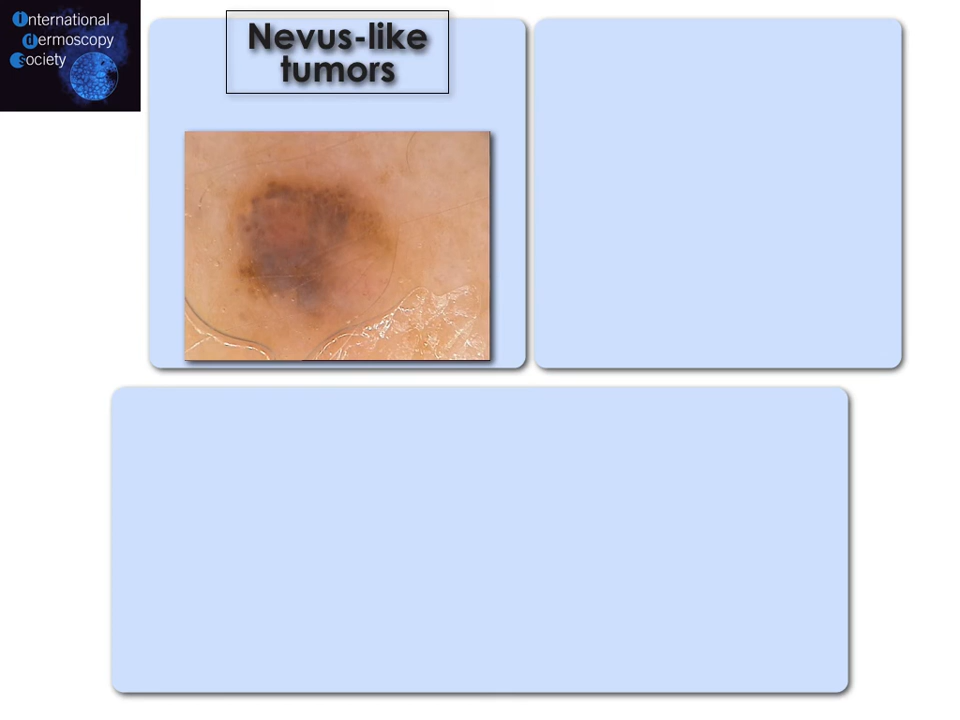 International
dermoscopy
Society
Nevus-like
tumors